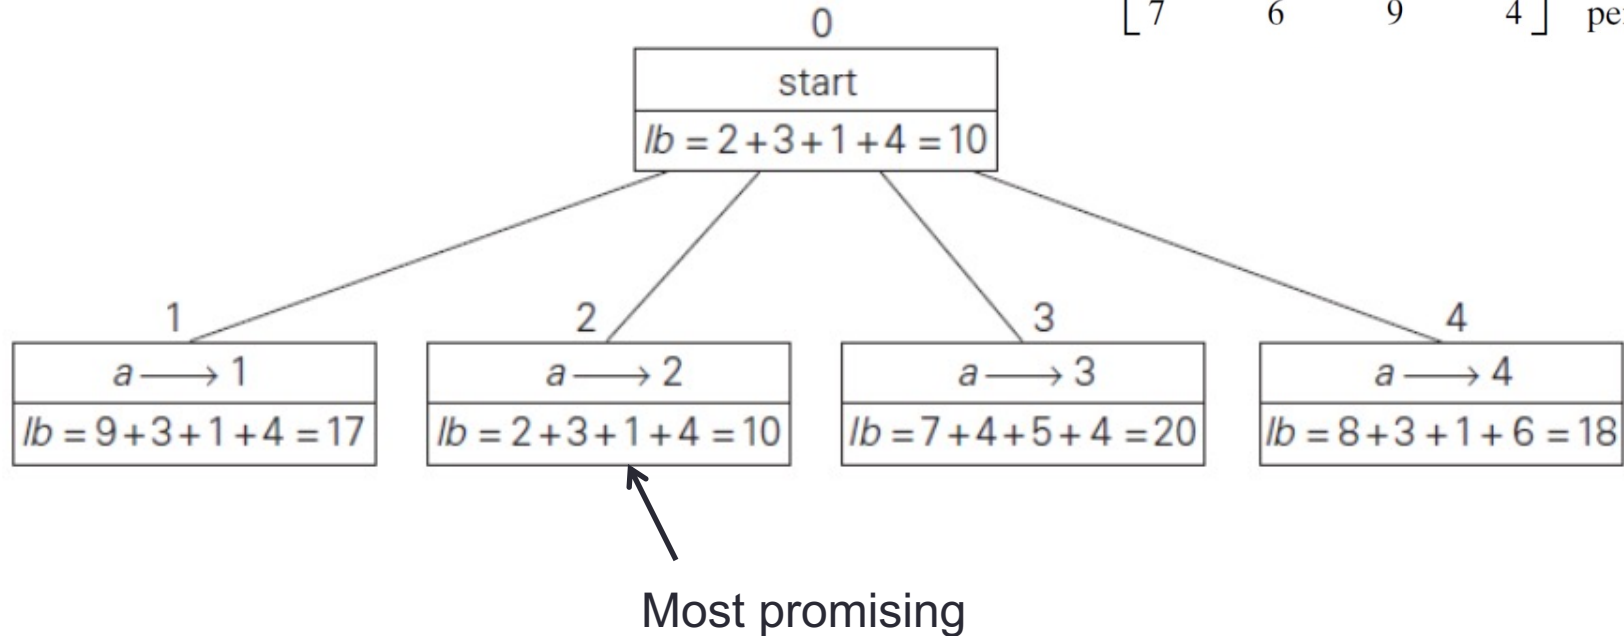 [ 7 6 9 4 ]
0
start
lb = 2 + 3 + 1 + 4 = 10
1 2 3 4
a ⟶ 1 a ⟶ 2 a ⟶ 3 a ⟶ 4
lb = 9 + 3 + 1 + 4 = 17 lb = 2 + 3 + 1 + 4 = 10 lb = 7 + 4 + 5 + 4 = 20 lb = 8 + 3 + 1 + 6 = 18
Most promising